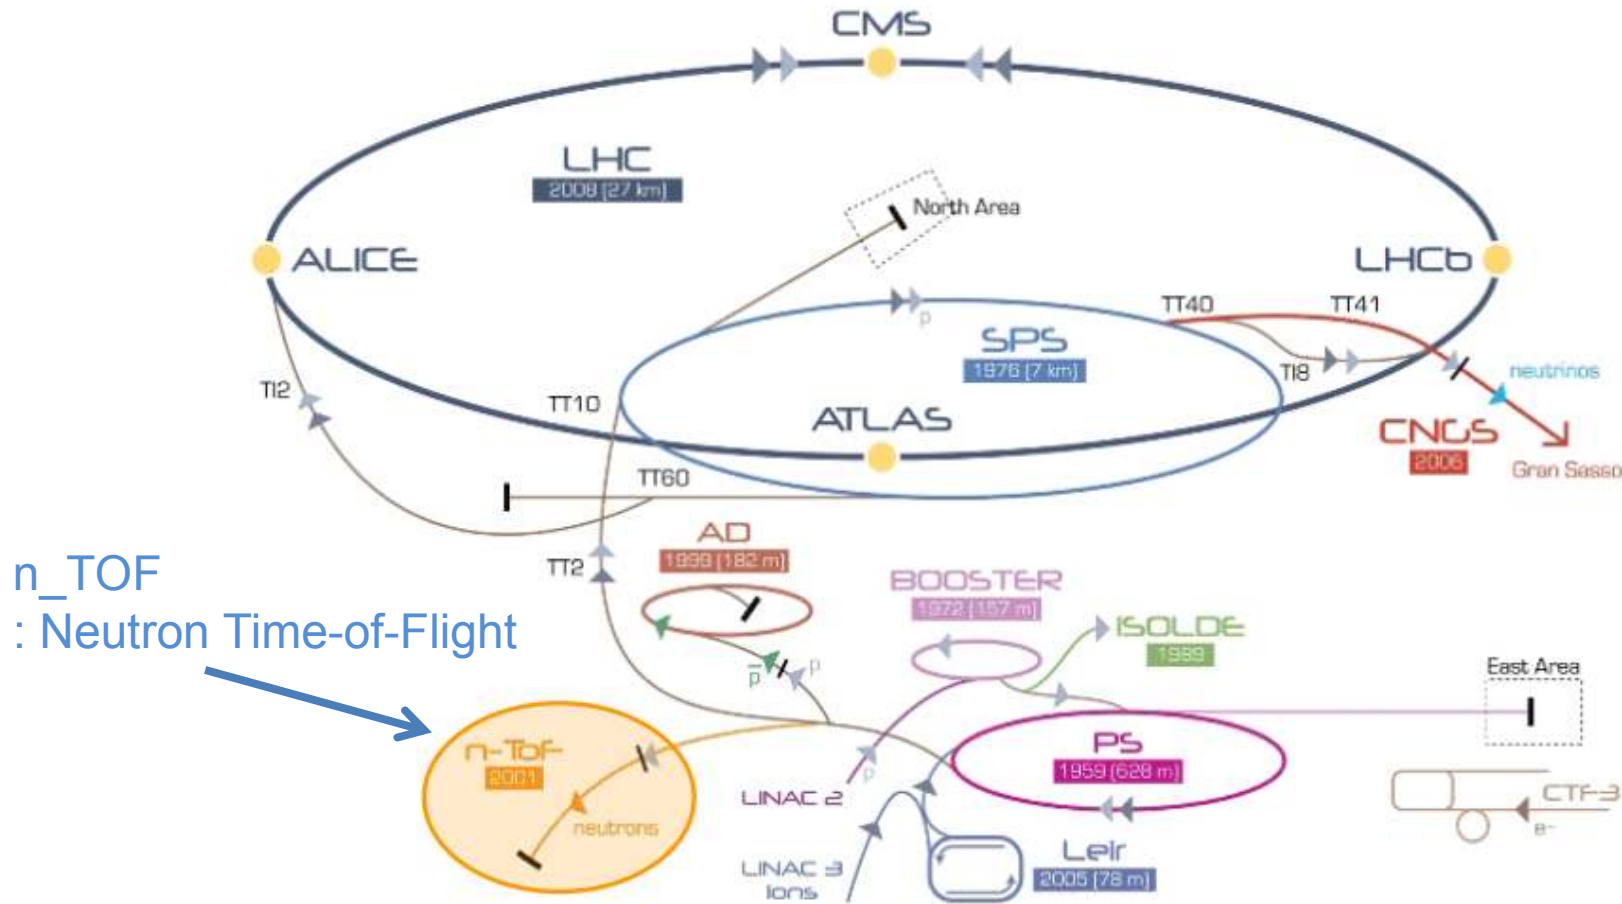 CMS
LHC
2008 (27 km)
North Area
ALICE
LHCb
TT40
TT41
p
SPS
1976 (7 km)
TI8
neutrinos
TI2
TT10
ATLAS
CNGS
2006
Gran Sasso
TT60
AD
1999 (182 m)
TT2
BOOSTER
1972 (157 m)
ISOLDE
1989
n_TOF
: Neutron Time-of-Flight
p̅
p
East Area
n-ToF
2001
PS
1959 (628 m)
p
LINAC 2
CTF-3
e-
neutrons
LINAC 3
Ions
Leir
2005 (78 m)